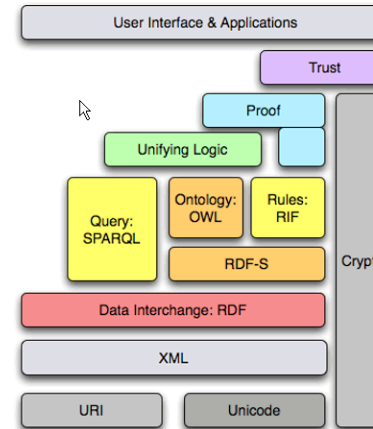 User Interface & Applications
Trust
Proof
Unifying Logic
Query:
SPARQL
Ontology:
OWL
Rules:
RIF
RDF-S
Crypt
Data Interchange: RDF
XML
URI
Unicode